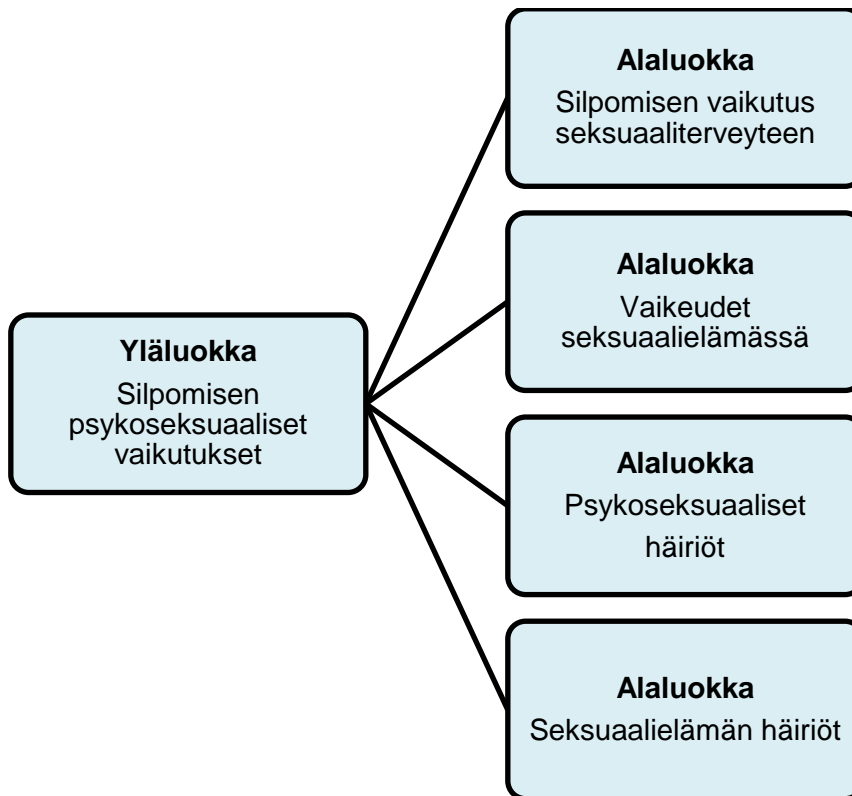 Alaluokka
Silpomisen vaikutus
seksuaaliterveyteen
Alaluokka
Vaikeudet
seksuaalielämässä
Yläluokka
Silpomisen
psykoseksuaaliset
vaikutukset
Alaluokka
Psykoseksuaaliset
häiriöt
Alaluokka
Seksuaalielämän häiriöt